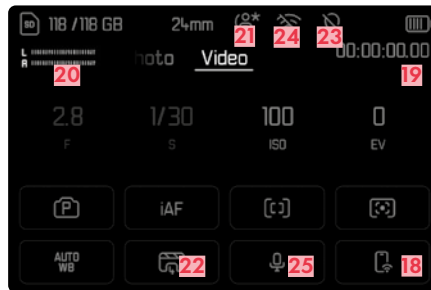 SD 118 / 118 GB 24mm 21 24 23
L R 20 hoto Video 00:00:00.00 19
2.8 1/30 100 0
F S ISO EV
P iAF
AUTO WB 22 25 18